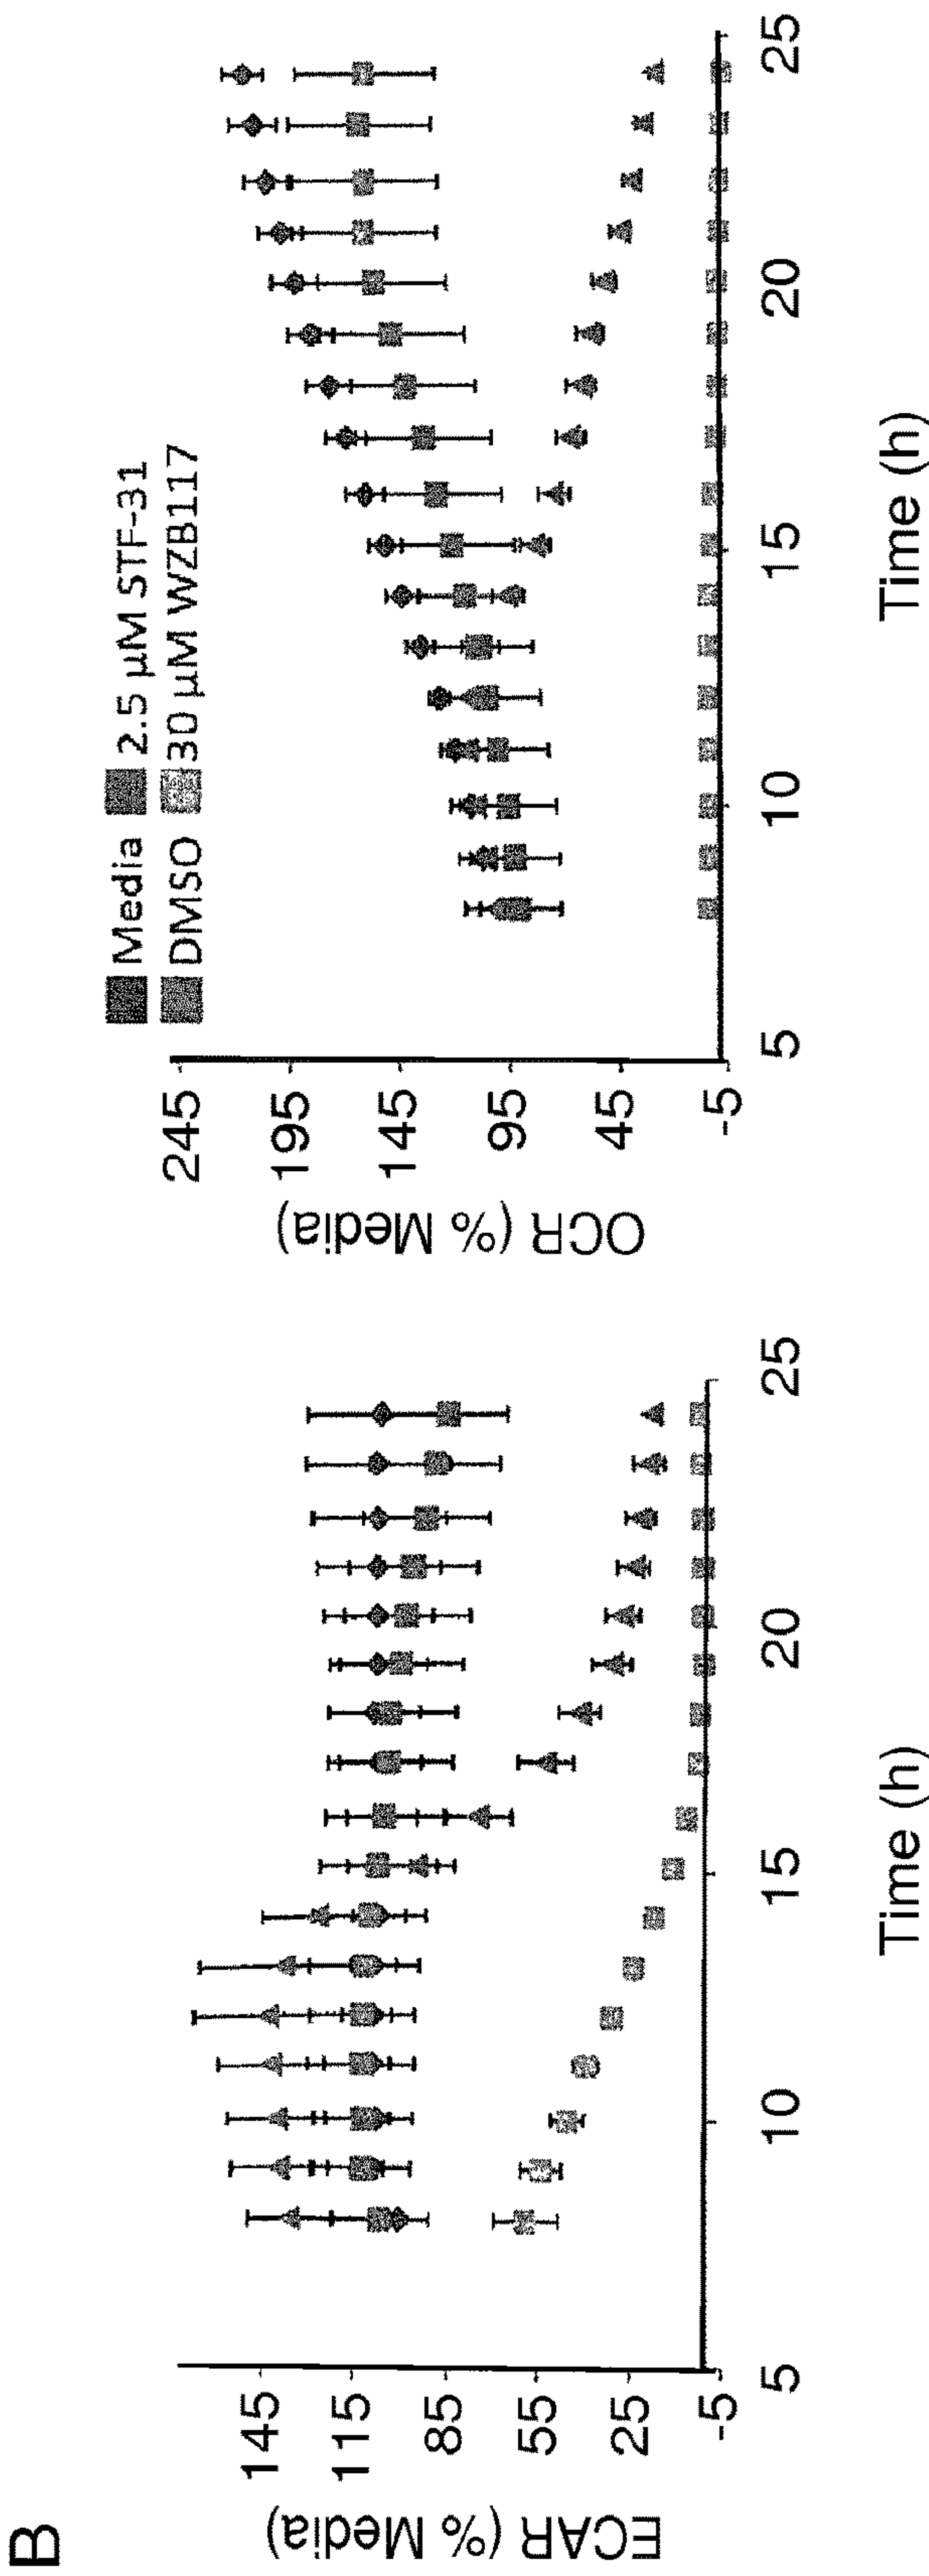 B
ECAR (% Media)
145
115
85
55
25
-5
5
10
15
20
25
Time (h)
Media
2.5 µM STF-31
DMSO
30 µM WZB117
OCR (% Media)
245
195
145
95
45
-5
5
10
15
20
25
Time (h)